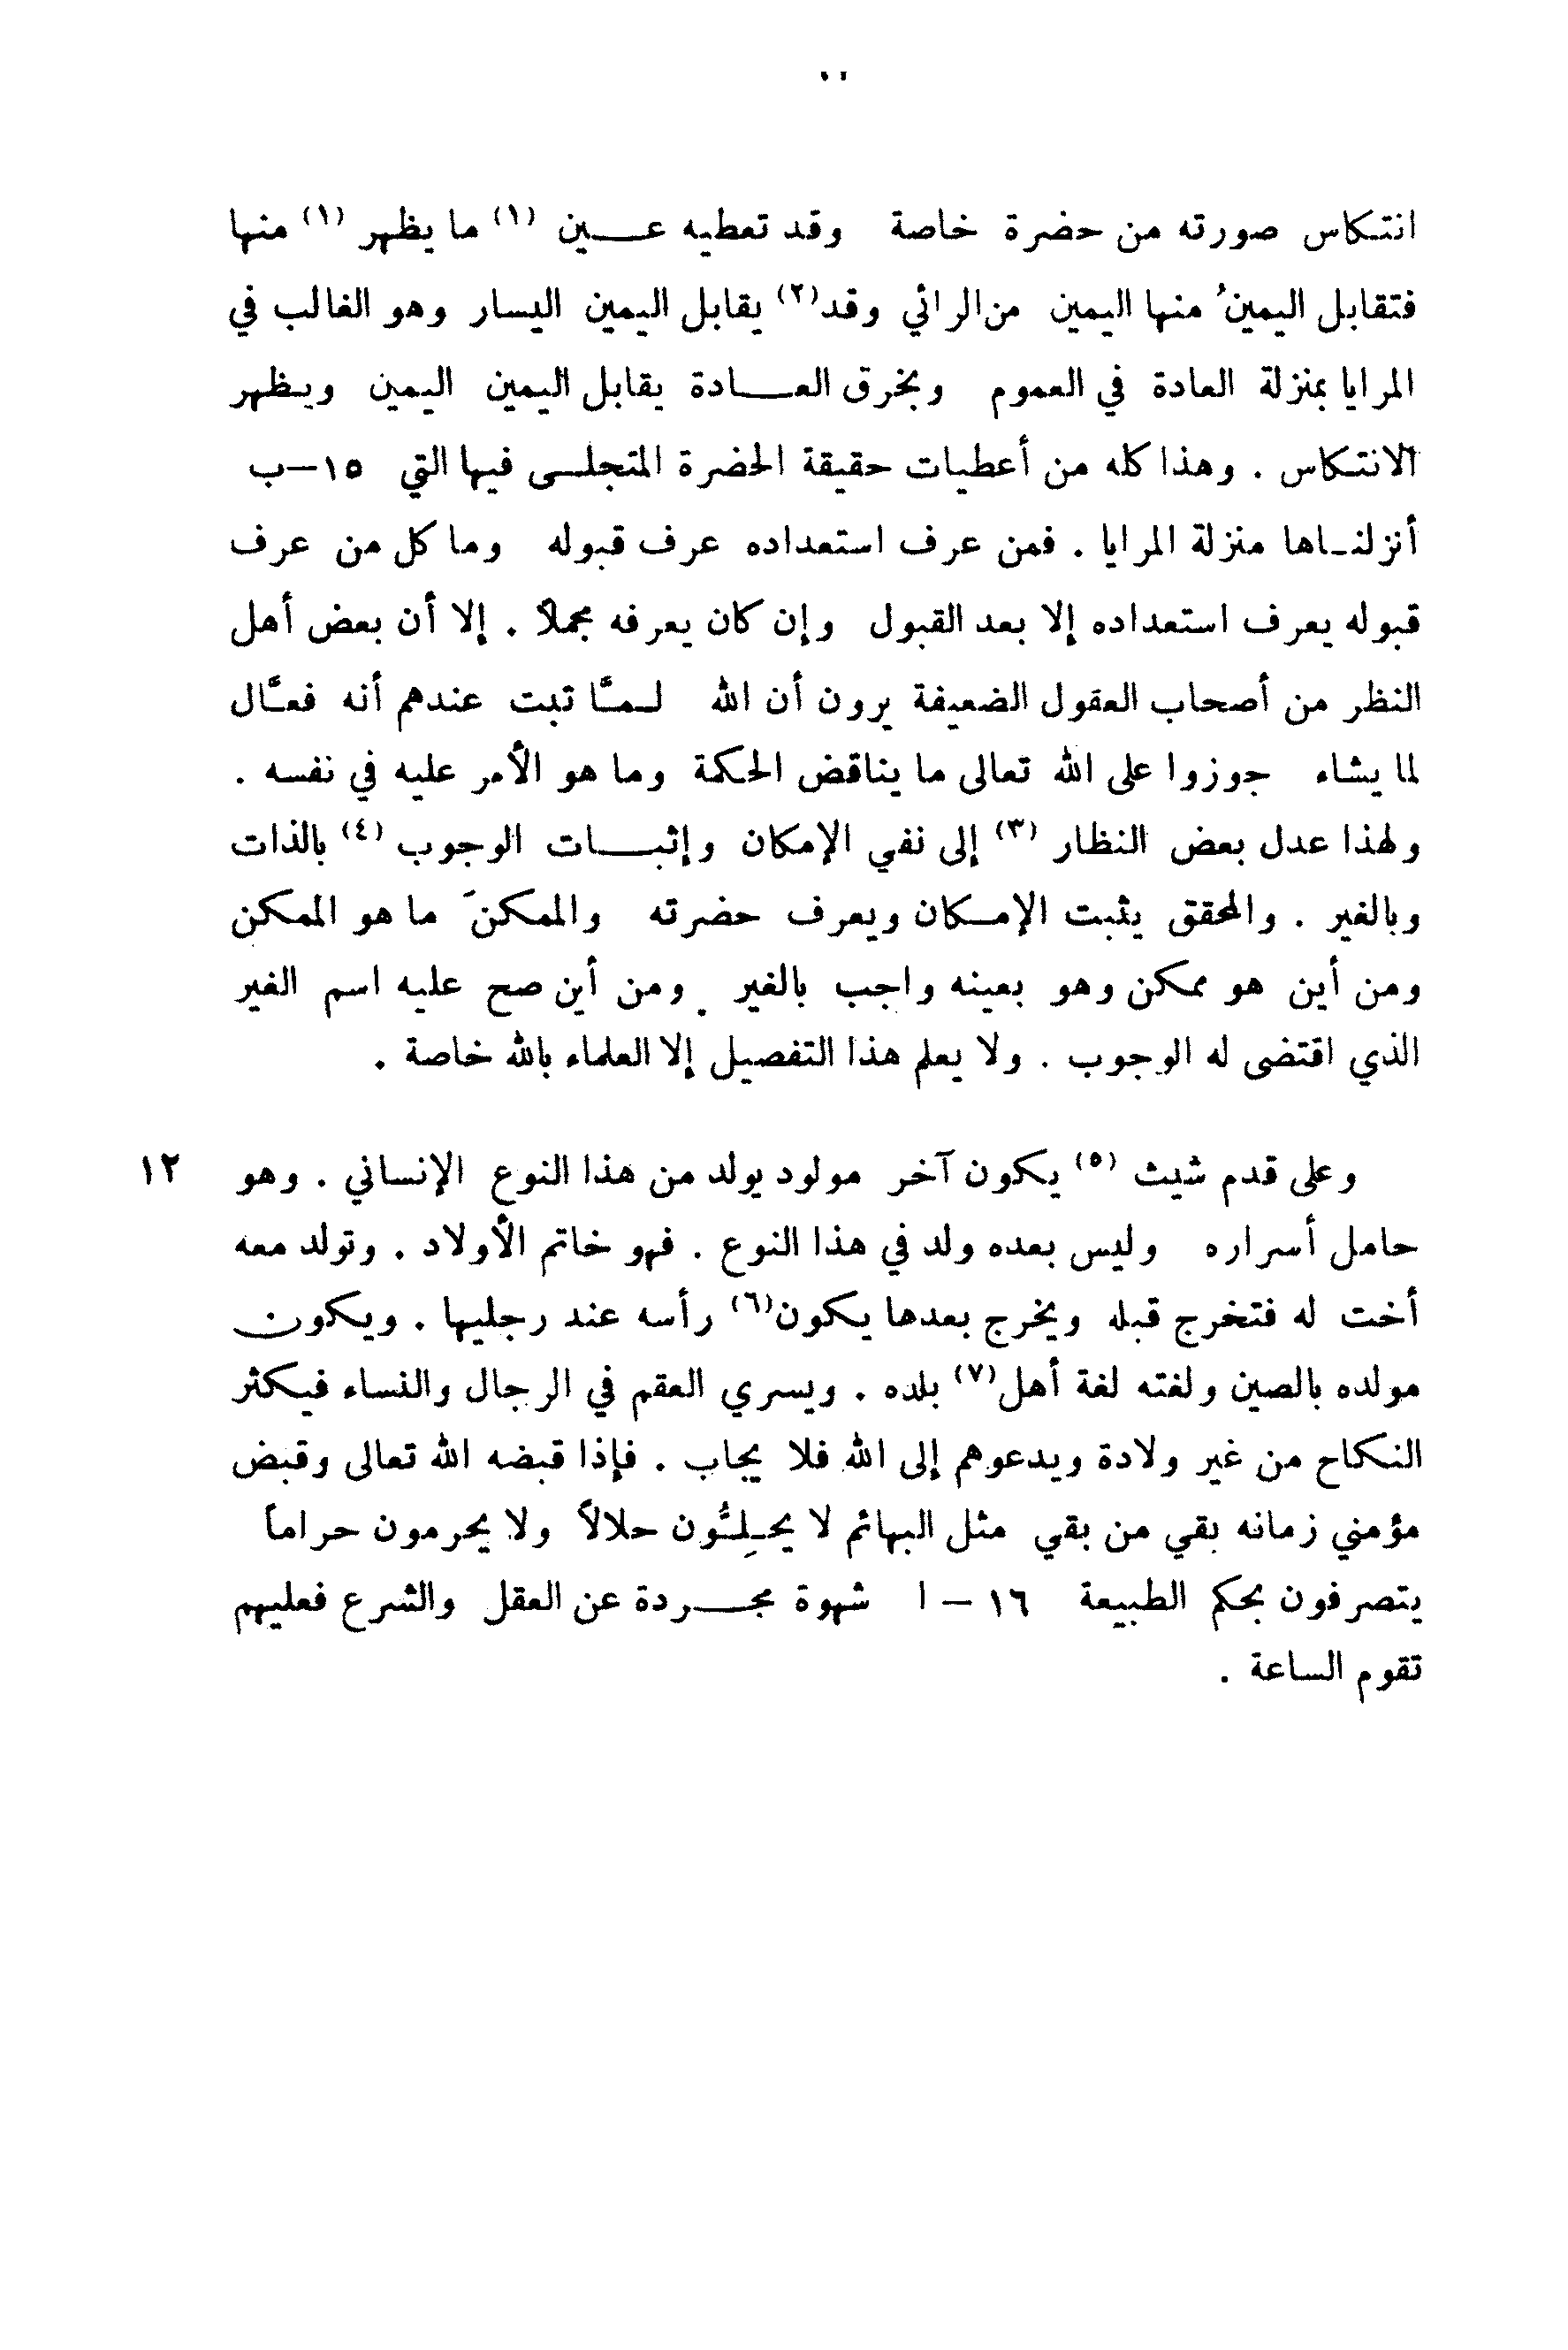 انتكاس صورته من حضرة خاصة وقد تعطيه عـــين (١) ما يظهر (١) منها
فتقابل اليمينُ منها اليمين من الرائي وقد(٢) يقابل اليمين اليسار وهو الغالب في
المرايا بمنزلة العادة في العموم وبخرق العـــادة يقابل اليمين اليمين ويظهر
الانتكاس . وهذا كله من أعطيات حقيقة الحضرة المتجلى فيها التي ١٥–ب
أنزلنـاها منزلة المرايا . فمن عرف استعداده عرف قبوله وما كل من عرف
قبوله يعرف استعداده إلا بعد القبول وإن كان يعرفه مجملاً . إلا أن بعض أهل
النظر من أصحاب العقول الضعيفة يرون أن الله لـمَّا ثبت عندهم أنه فعَّال
لما يشاء جوزوا على الله تعالى ما يناقض الحكمة وما هو الأمر عليه في نفسه .
ولهذا عدل بعض النظار (٣) إلى نفي الإمكان وإثبـــات الوجوب (٤) بالذات
وبالغير . والمحقق يثبت الإمـكان ويعرف حضرته والممكنَ ما هو الممكن
ومن أين هو ممكن وهو بعينه واجب بالغير . ومن أين صح عليه اسم الغير
الذي اقتضى له الوجوب . ولا يعلم هذا التفصيل إلا العلماء بالله خاصة .
وعلى قدم شيث (٥) يكون آخر مولود يولد من هذا النوع الإنساني . وهو ١٢
حامل أسراره وليس بعده ولد في هذا النوع . فهو خاتم الأولاد . وتولد معه
أخت له فتخرج قبله ويخرج بعدها يكون(٦) رأسه عند رجليها . ويكون
مولده بالصين ولغته لغة أهل(٧) بلده . ويسري العقم في الرجال والنساء فيكثر
النكاح من غير ولادة ويدعوهم إلى الله فلا يجاب . فإذا قبضه الله تعالى وقبض
مؤمني زمانه بقي من بقي مثل البهائم لا يحـِلـُّون حلالاً ولا يحرمون حراماً
يتصرفون بحكم الطبيعة ١٦ – ا شهوة مجـــردة عن العقل والشرع فعليهم
تقوم الساعة .